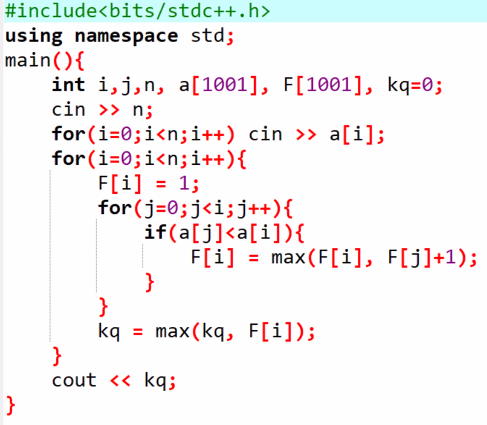 #include<bits/stdc++.h>
using namespace std;
main(){
    int i,j,n, a[1001], F[1001], kq=0;
    cin >> n;
    for(i=0;i<n;i++) cin >> a[i];
    for(i=0;i<n;i++){
        F[i] = 1;
        for(j=0;j<i;j++){
            if(a[j]<a[i]){
                F[i] = max(F[i], F[j]+1);
            }
        }
        kq = max(kq, F[i]);
    }
    cout << kq;
}